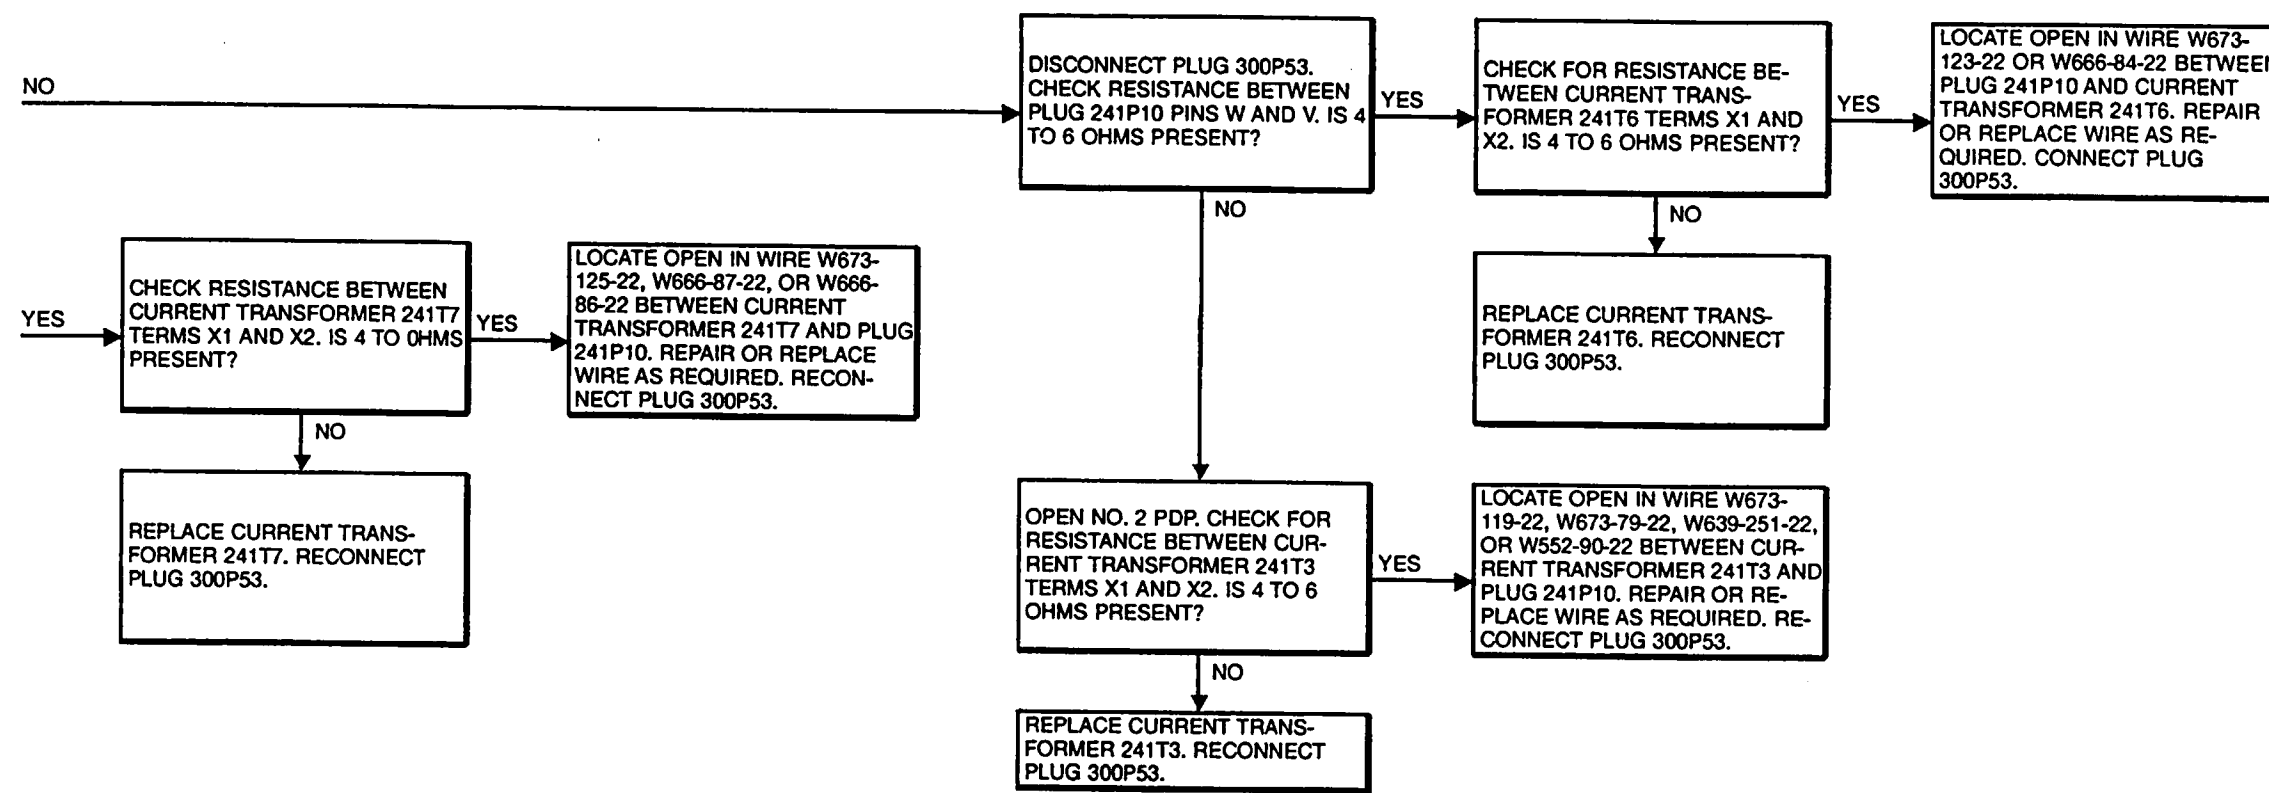 NO
DISCONNECT PLUG 300P53.
CHECK RESISTANCE BETWEEN
PLUG 241P10 PINS W AND V. IS 4
TO 6 OHMS PRESENT?
YES
CHECK FOR RESISTANCE BE-
TWEEN CURRENT TRANS-
FORMER 241T6 TERMS X1 AND
X2. IS 4 TO 6 OHMS PRESENT?
YES
LOCATE OPEN IN WIRE W673-
123-22 OR W666-84-22 BETWEEN
PLUG 241P10 AND CURRENT
TRANSFORMER 241T6. REPAIR
OR REPLACE WIRE AS RE-
QUIRED. CONNECT PLUG
300P53.
NO
NO
REPLACE CURRENT TRANS-
FORMER 241T6. RECONNECT
PLUG 300P53.
YES
CHECK RESISTANCE BETWEEN
CURRENT TRANSFORMER 241T7
TERMS X1 AND X2. IS 4 TO 0HMS
PRESENT?
YES
LOCATE OPEN IN WIRE W673-
125-22, W666-87-22, OR W666-
86-22 BETWEEN CURRENT
TRANSFORMER 241T7 AND PLUG
241P10. REPAIR OR REPLACE
WIRE AS REQUIRED. RECON-
NECT PLUG 300P53.
NO
REPLACE CURRENT TRANS-
FORMER 241T7. RECONNECT
PLUG 300P53.
OPEN NO. 2 PDP. CHECK FOR
RESISTANCE BETWEEN CUR-
RENT TRANSFORMER 241T3
TERMS X1 AND X2. IS 4 TO 6
OHMS PRESENT?
YES
LOCATE OPEN IN WIRE W673-
119-22, W673-79-22, W639-251-22,
OR W552-90-22 BETWEEN CUR-
RENT TRANSFORMER 241T3 AND
PLUG 241P10. REPAIR OR RE-
PLACE WIRE AS REQUIRED. RE-
CONNECT PLUG 300P53.
NO
REPLACE CURRENT TRANS-
FORMER 241T3. RECONNECT
PLUG 300P53.